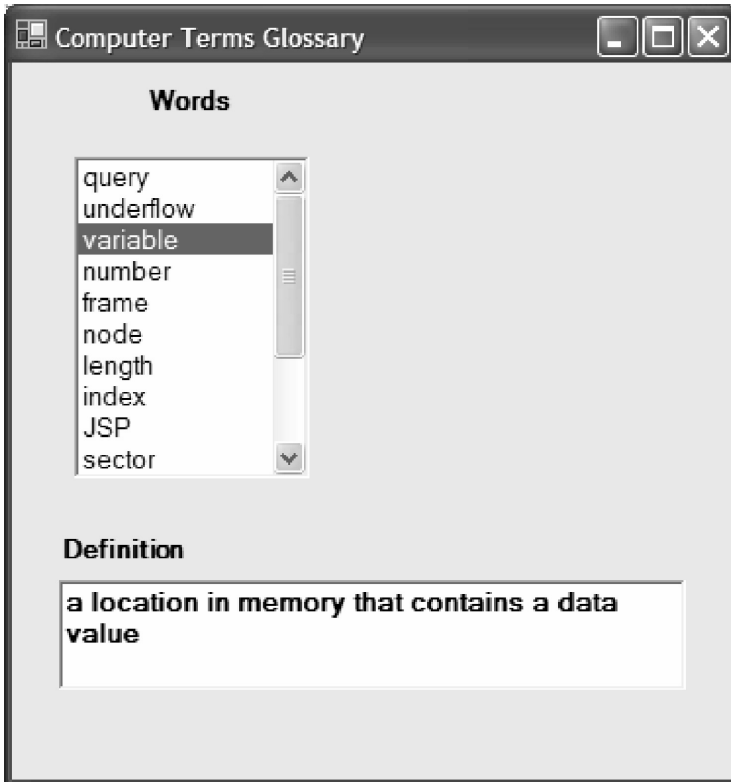 Computer Terms Glossary
Words
query
underflow
variable
number
frame
node
length
index
JSP
sector
Definition
a location in memory that contains a data
value